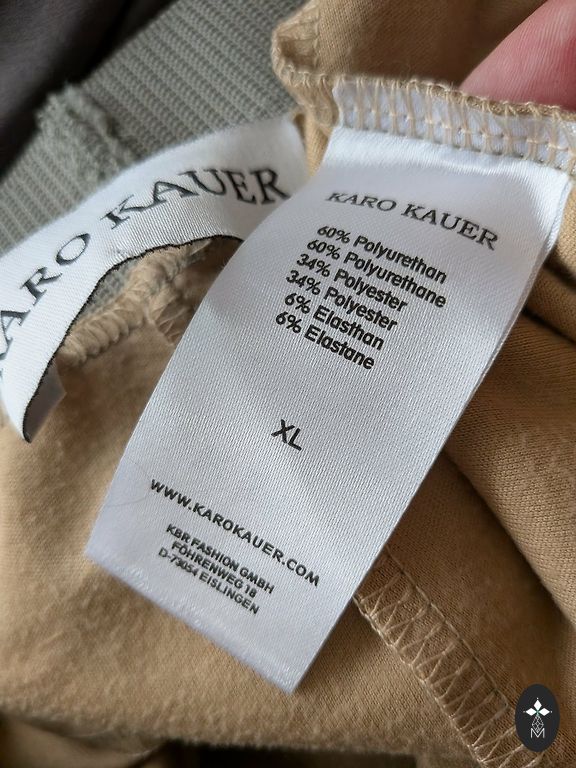 KARO KAUER
KARO KAUER
60% Polyurethan
60% Polyurethane
34% Polyester
34% Polyester
6% Elasthan
6% Elastane
XL
WWW.KAROKAUER.COM
KBR FASHION GMBH
FÖHRENWEG 18
D-73054 EISLINGEN